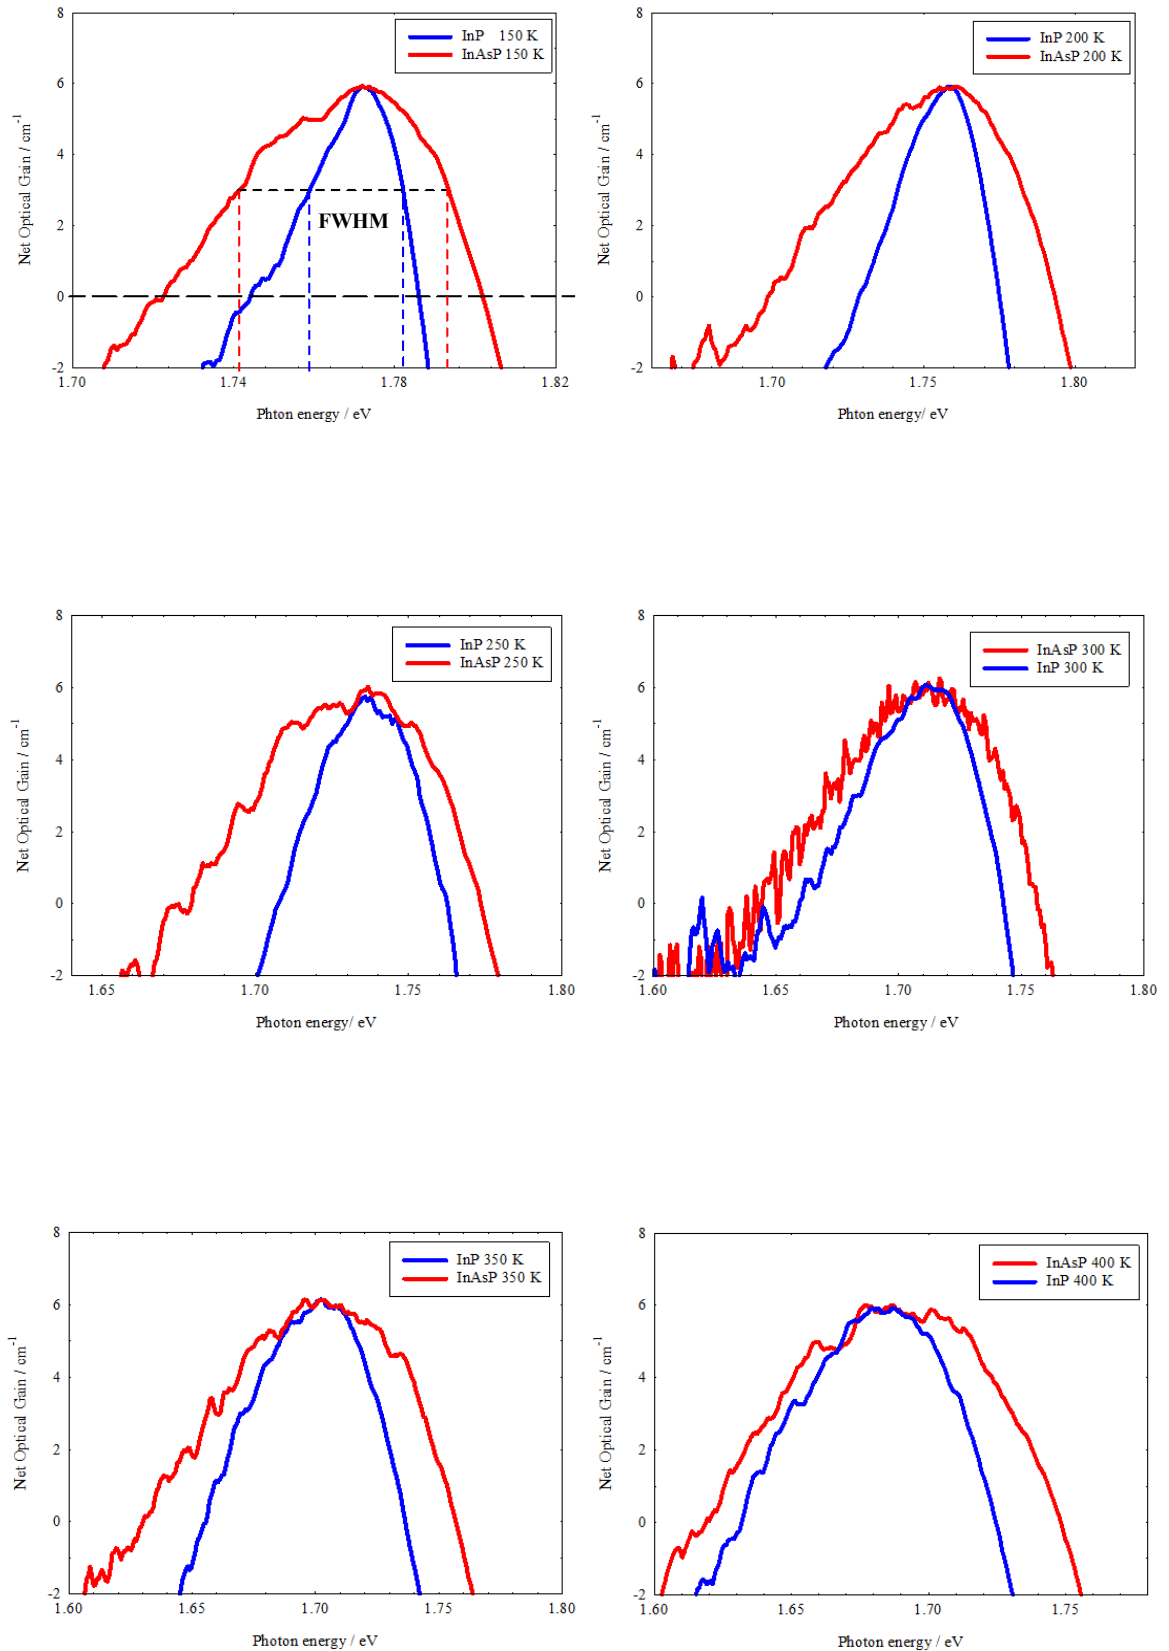 8
6
4
2
0
-2
Net Optical Gain / cm-1
InP 150 K
InAsP 150 K
FWHM
1.70
1.74
1.78
1.82
Phton energy / eV
8
6
4
2
0
-2
Net Optical Gain / cm-1
InP 200 K
InAsP 200 K
1.70
1.75
1.80
Phton energy/ eV
8
6
4
2
0
-2
Net Optical Gain / cm-1
InP 250 K
InAsP 250 K
1.65
1.70
1.75
1.80
Photon energy/ eV
8
6
4
2
0
-2
Net Optical Gain / cm-1
InAsP 300 K
InP 300 K
1.60
1.65
1.70
1.75
1.80
Photon energy / eV
8
6
4
2
0
-2
Net Optical Gain / cm-1
InP 350 K
InAsP 350 K
1.60
1.65
1.70
1.75
1.80
Photon energy / eV
8
6
4
2
0
-2
Net Optical Gain / cm-1
InAsP 400 K
InP 400 K
1.60
1.65
1.70
1.75
Photon energy / eV